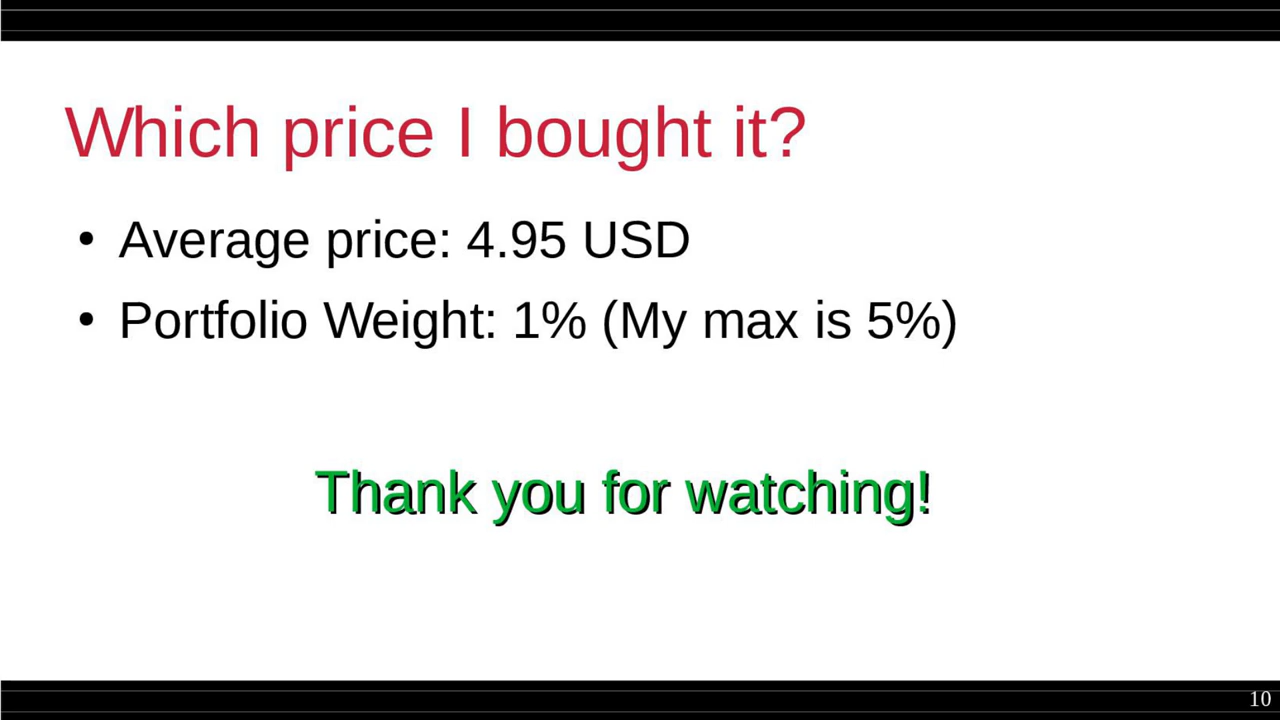 Which price I bought it?
• Average price: 4.95 USD
• Portfolio Weight: 1% (My max is 5%)
Thank you for watching!
10